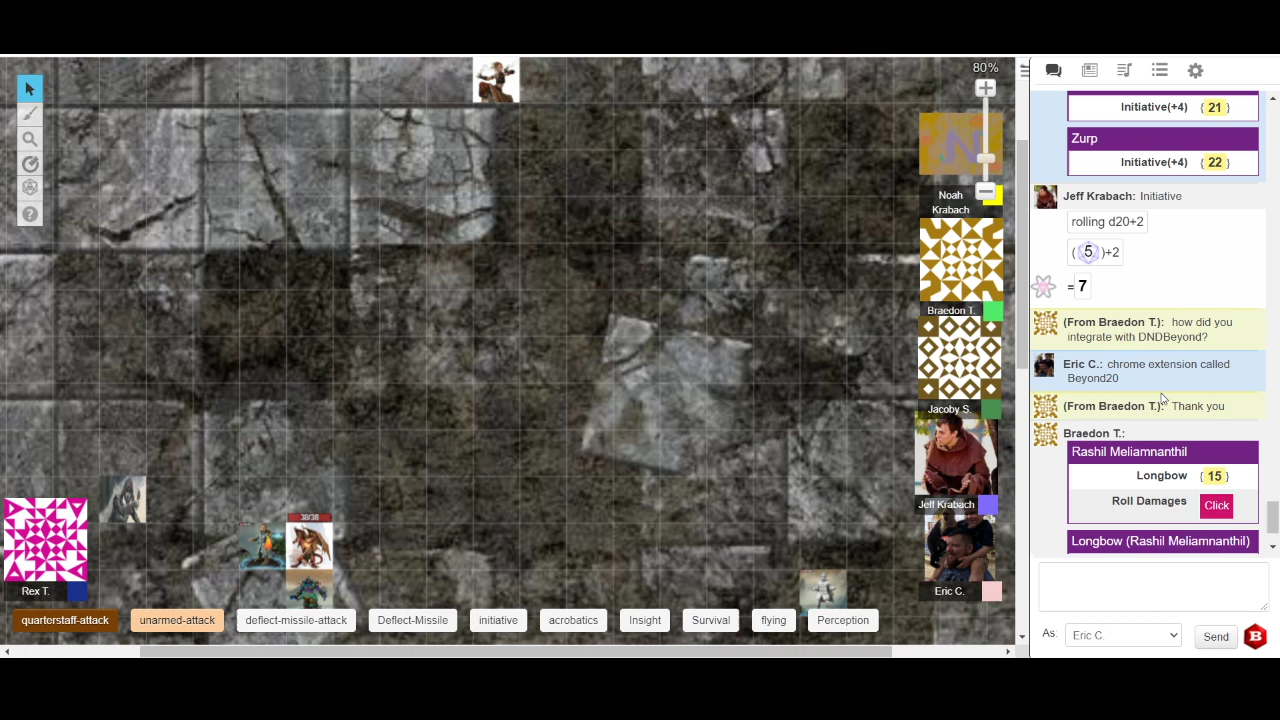 80%
Noah
Krabach
Braedon T.
Jacoby S.
Jeff Krabach
Eric C.
Rex T.
38/38
quarterstaff-attack
unarmed-attack
deflect-missile-attack
Deflect-Missile
initiative
acrobatics
Insight
Survival
flying
Perception
Initiative(+4) { 21 }
Zurp
Initiative(+4) { 22 }
Jeff Krabach: Initiative
rolling d20+2
( 5 )+2
= 7
(From Braedon T.): how did you
integrate with DNDBeyond?
Eric C.: chrome extension called
Beyond20
(From Braedon T.): Thank you
Braedon T.:
Rashil Meliamnanthil
Longbow { 15 }
Roll Damages Click
Longbow (Rashil Meliamnanthil)
As: Eric C. Send